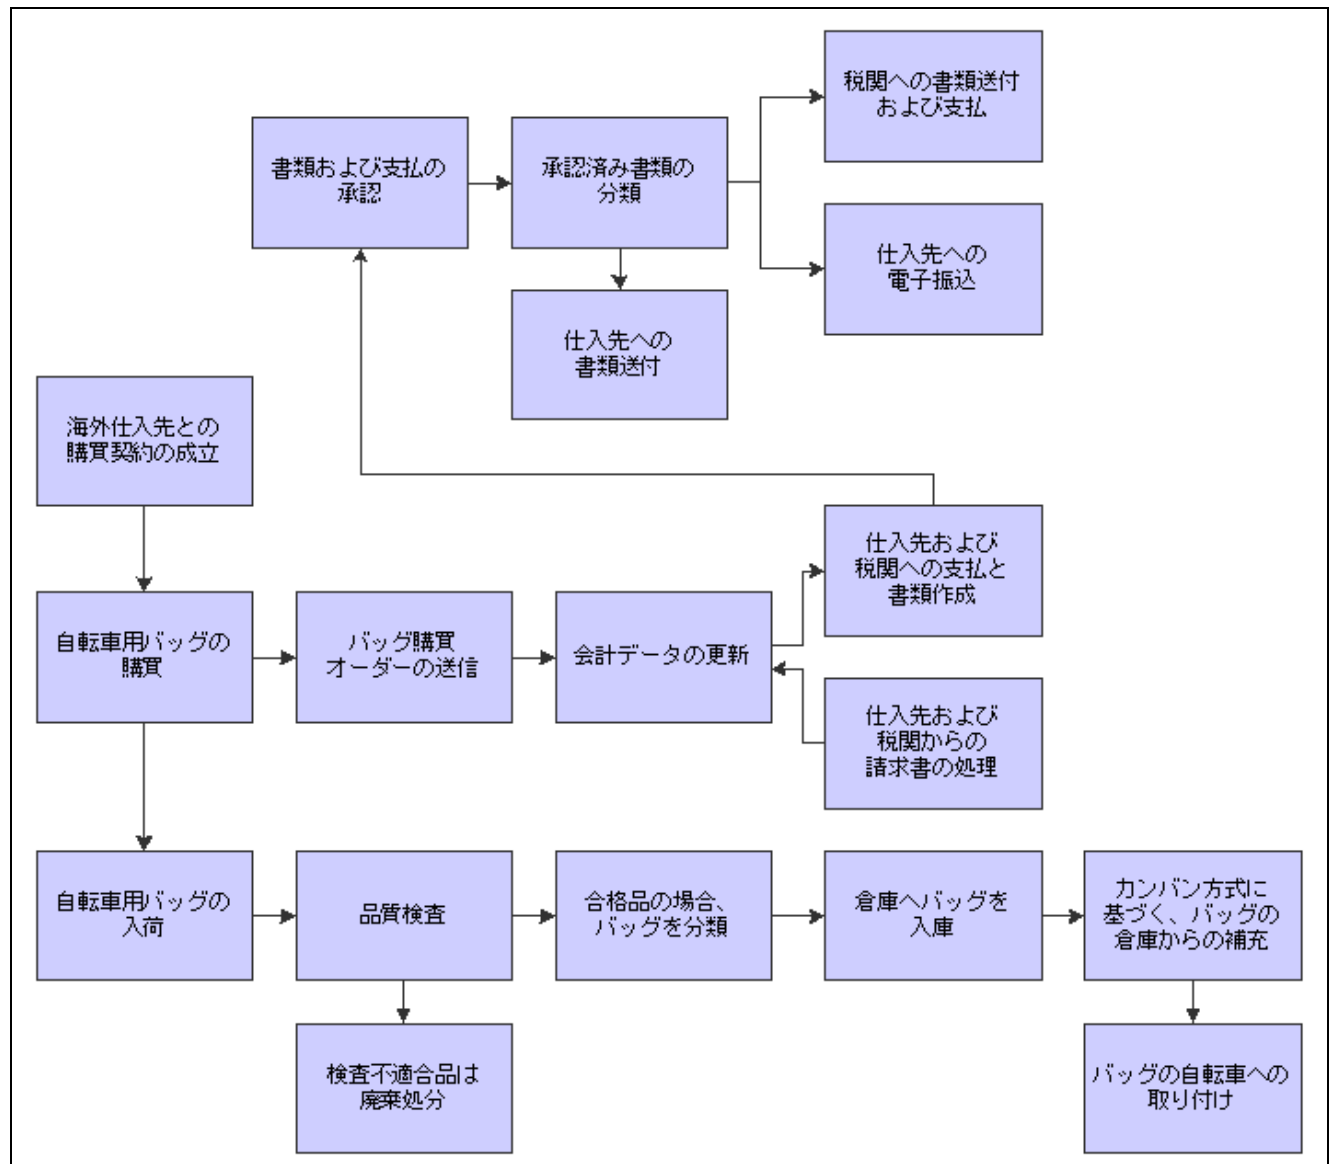 税関への書類送付
および支払
書類および支払の
承認
承認済み書類の
分類
仕入先への
電子振込
仕入先への
書類送付
海外仕入先との
購買契約の成立
仕入先および
税関への支払と
書類作成
自転車用バッグの
購買
バッグ購買
オーダーの送信
会計データの更新
仕入先および
税関からの
請求書の処理
自転車用バッグの
入荷
品質検査
合格品の場合、
バッグを分類
倉庫へバッグを
入庫
カンバン方式に
基づく、バッグの
倉庫からの補充
検査不適合品は
廃棄処分
バッグの自転車への
取り付け